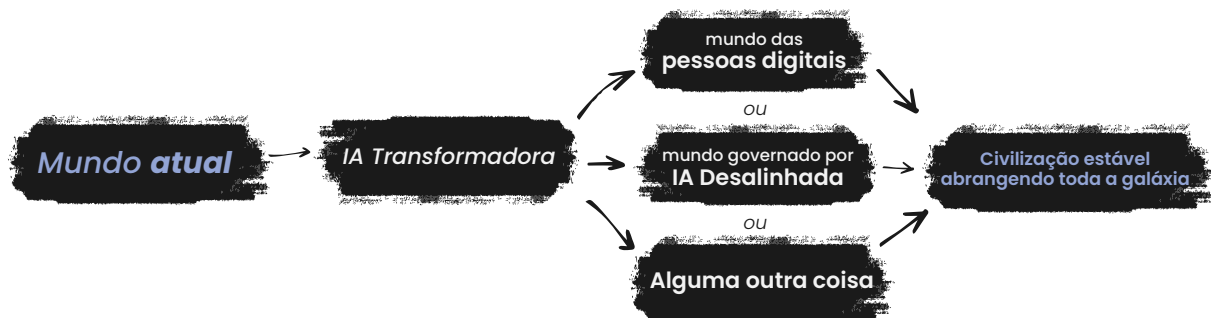 Mundo atual
IA Transformadora
mundo das
pessoas digitais
ou
mundo governado por
IA Desalinhada
ou
Alguma outra coisa
Civilização estável
abrangendo toda a galáxia